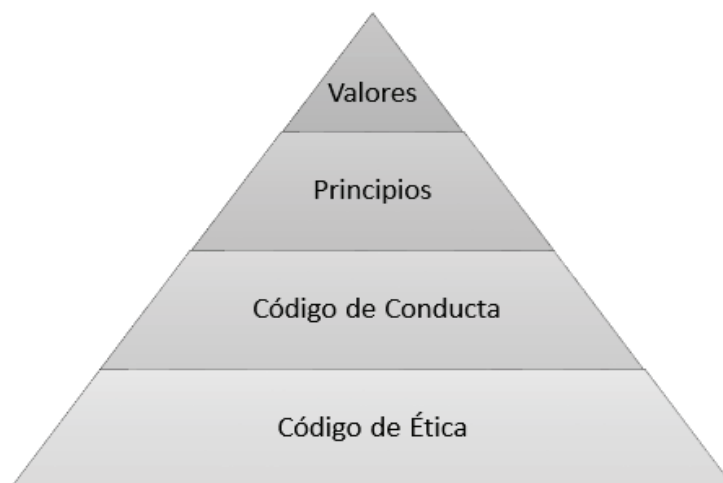 Valores
Principios
Código de Conducta
Código de Ética